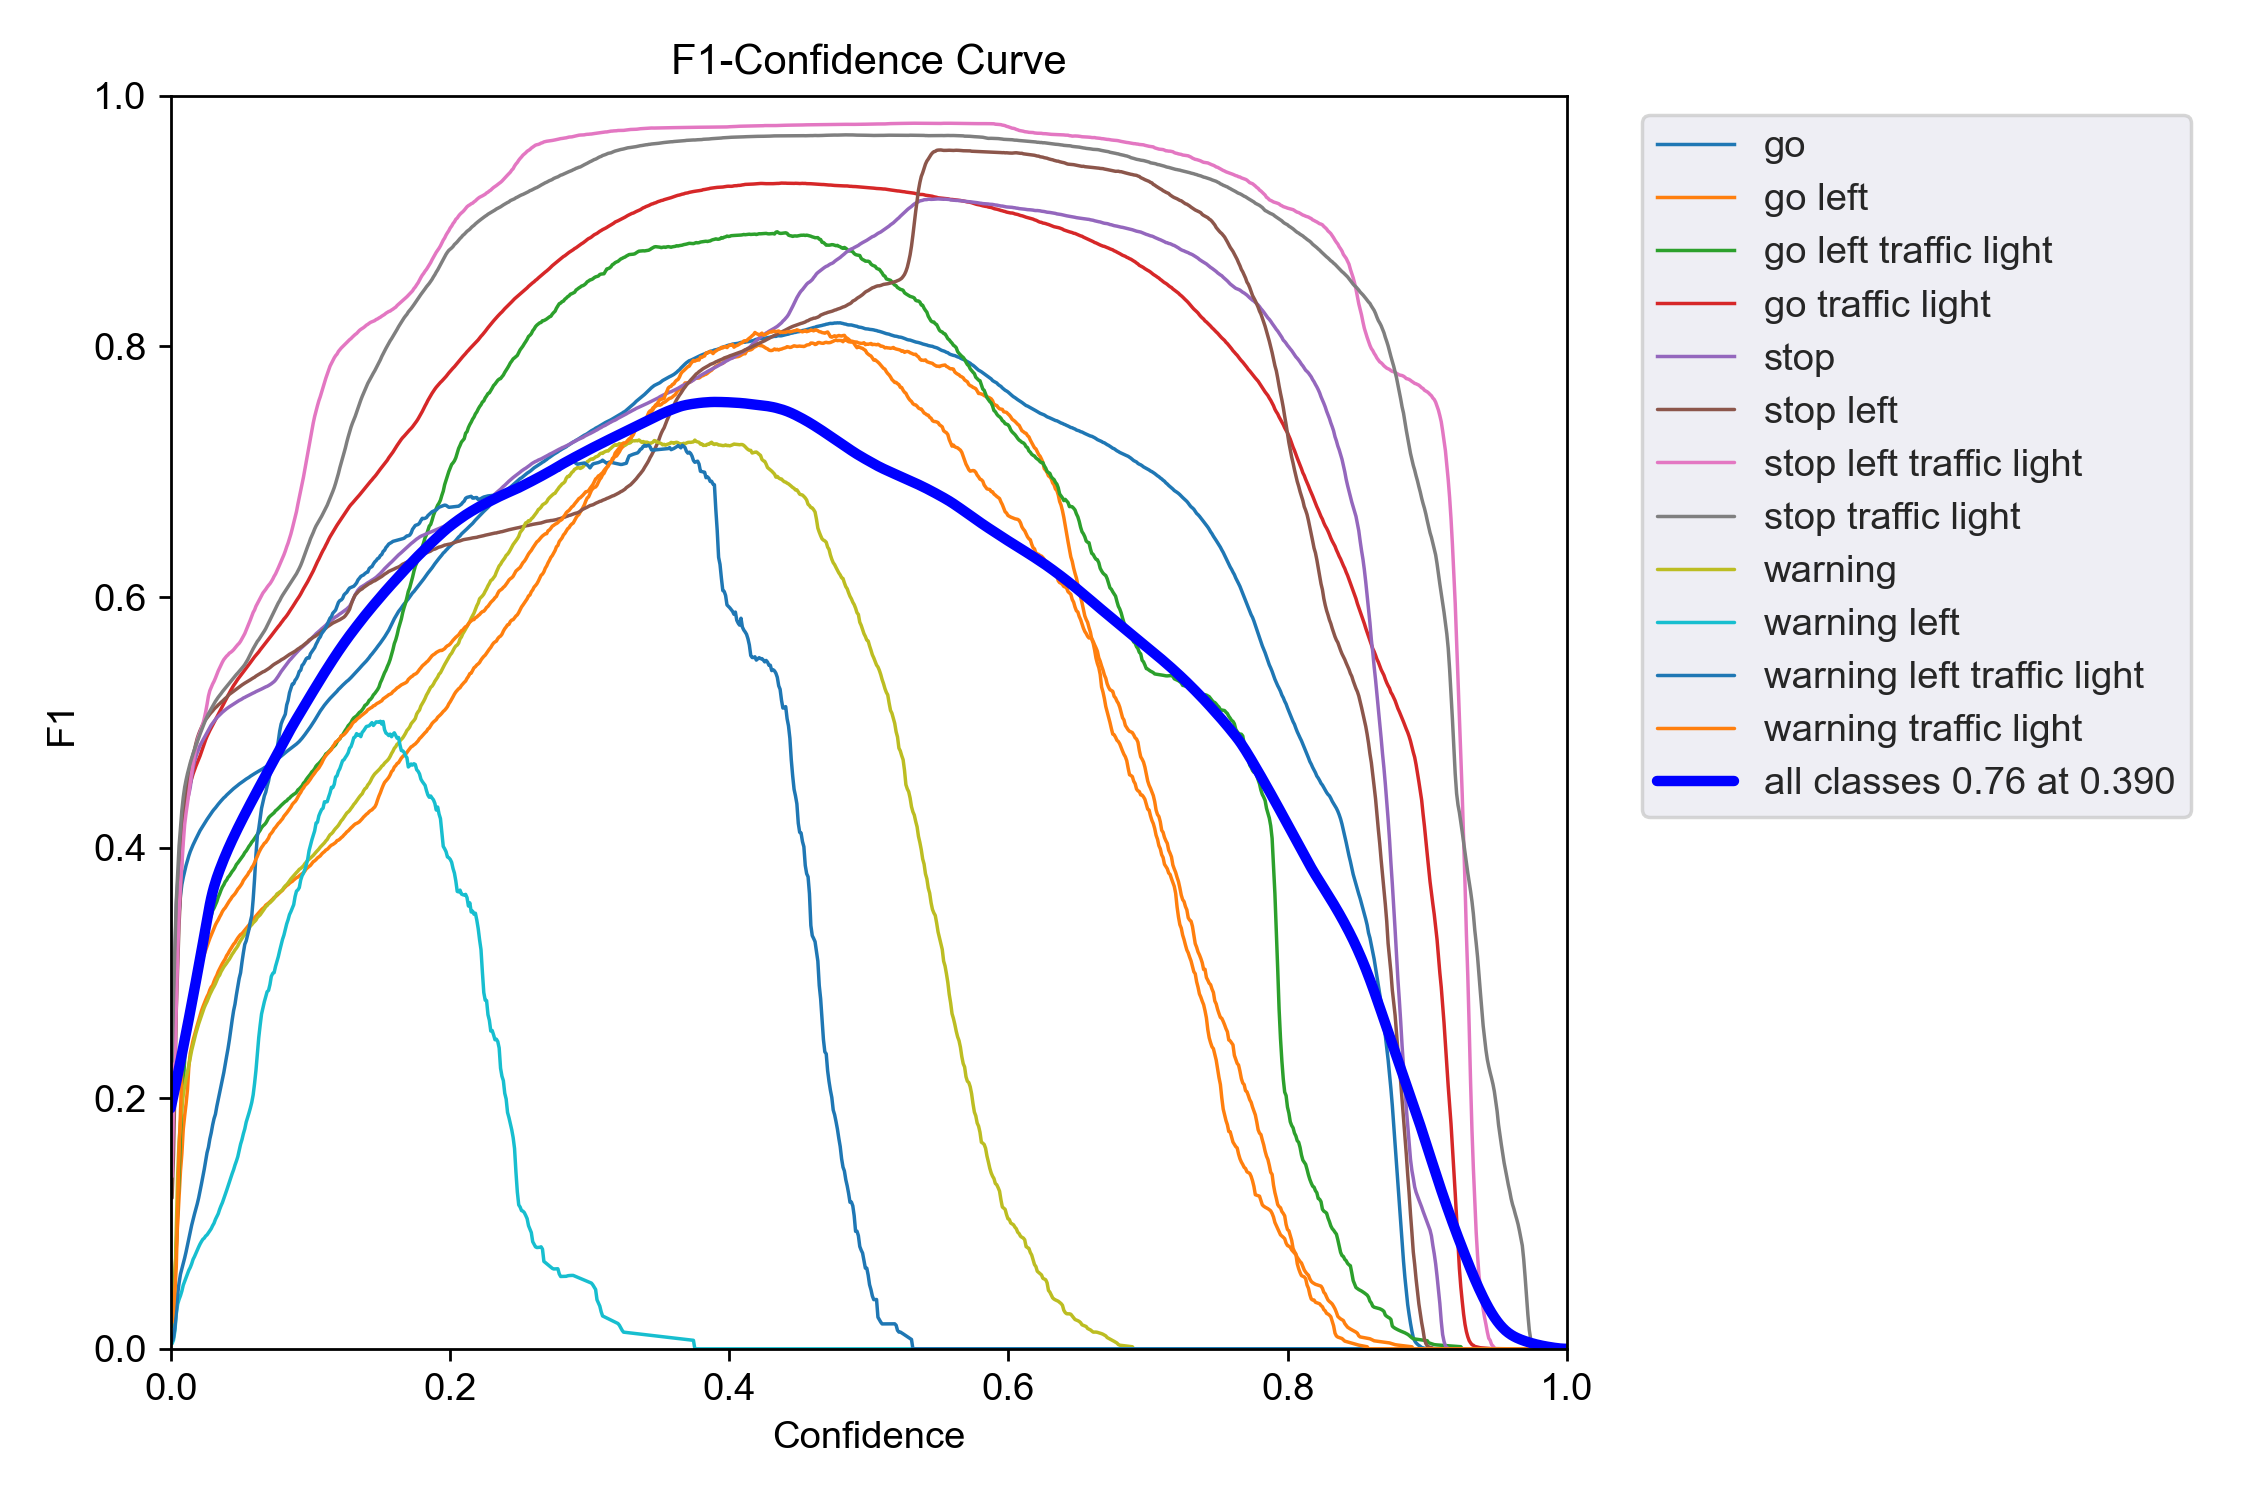 F1-Confidence Curve
1.0
0.8
0.6
0.4
0.2
0.0
F1
0.0 0.2 0.4 0.6 0.8 1.0
Confidence
go
go left
go left traffic light
go traffic light
stop
stop left
stop left traffic light
stop traffic light
warning
warning left
warning left traffic light
warning traffic light
all classes 0.76 at 0.390